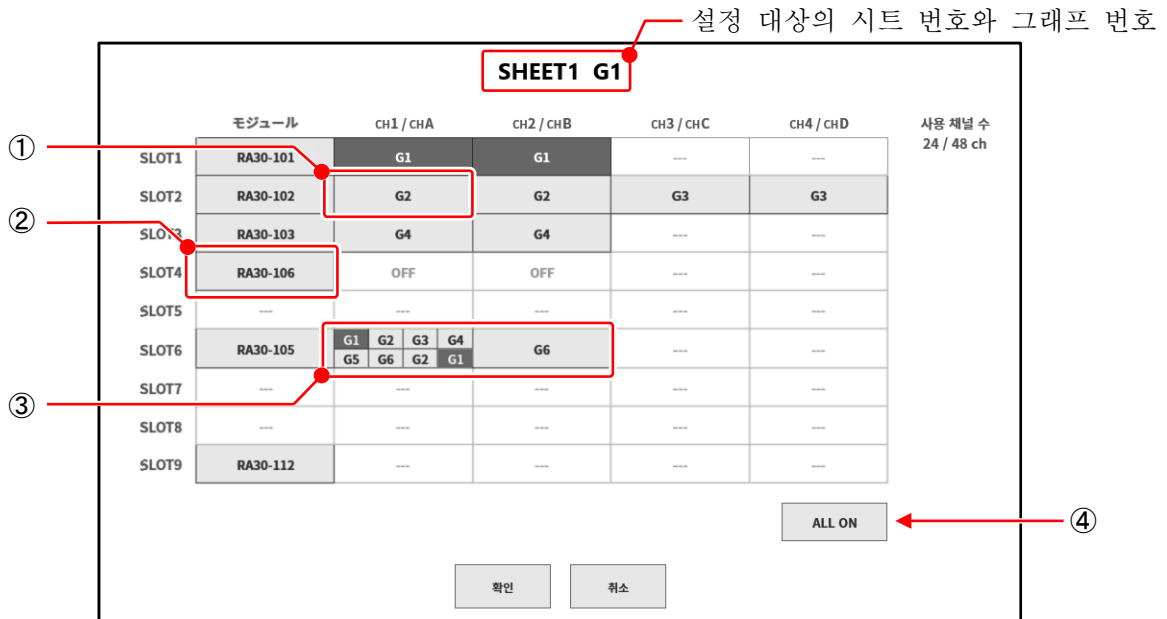 설정 대상의 시트 번호와 그래프 번호
SHEET1 G1
モジュール CH1 / CHA CH2 / CHB CH3 / CHC CH4 / CHD 사용 채널 수
24 / 48 ch
①
SLOT1 RA30-101 G1 G1 --- ---
SLOT2 RA30-102 G2 G2 G3 G3
②
SLOT3 RA30-103 G4 G4 --- ---
SLOT4 RA30-106 OFF OFF --- ---
SLOT5 --- --- --- --- ---
SLOT6 RA30-105 G1 G2 G3 G4 G6 --- ---
G5 G6 G2 G1
SLOT7 --- --- --- --- ---
③
SLOT8 --- --- --- --- ---
SLOT9 RA30-112 --- --- --- ---
ALL ON ④
확인 취소